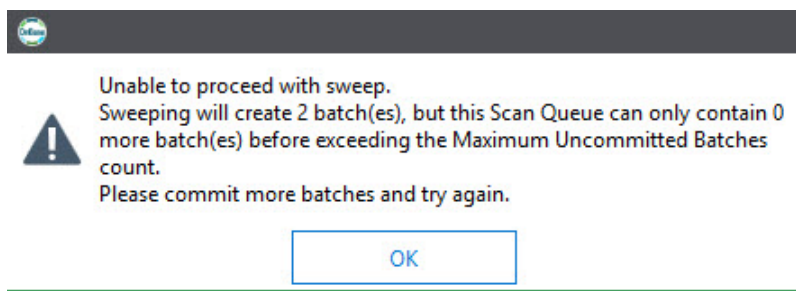 Unable to proceed with sweep.
Sweeping will create 2 batch(es), but this Scan Queue can only contain 0
more batch(es) before exceeding the Maximum Uncommitted Batches
count.
Please commit more batches and try again.
OK